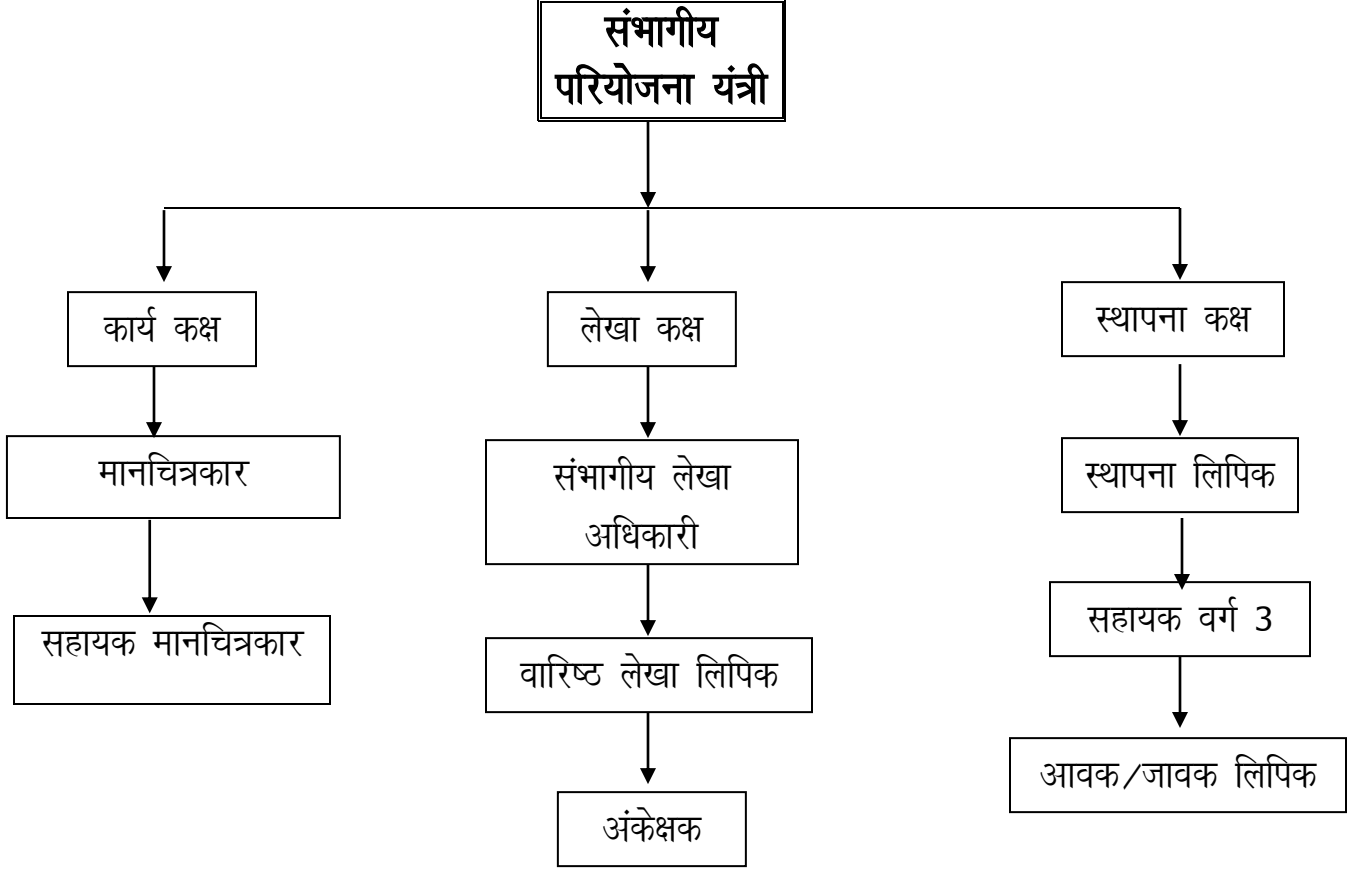 संभागीय
परियोजना यंत्री
कार्य कक्ष
लेखा कक्ष
स्थापना कक्ष
मानचित्रकार
संभागीय लेखा
अधिकारी
स्थापना लिपिक
सहायक मानचित्रकार
वारिष्ठ लेखा लिपिक
सहायक वर्ग 3
अंकेक्षक
आवक/जावक लिपिक